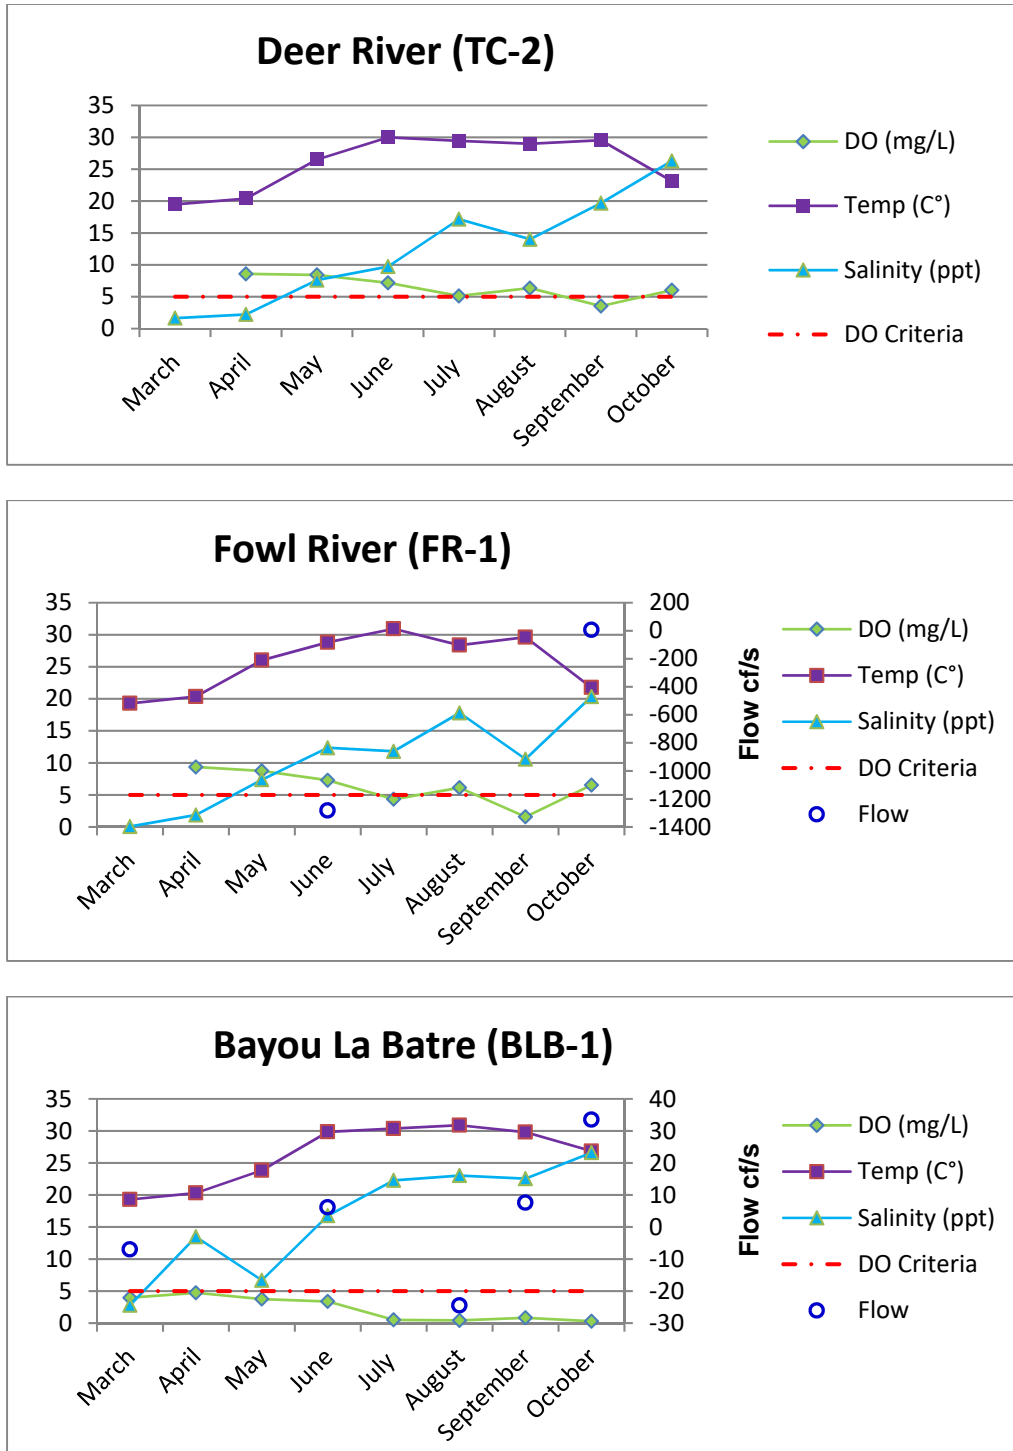 Deer River (TC-2)
35
30
25
20
15
10
5
0
March
April
May
June
July
August
September
October
DO (mg/L)
Temp (C°)
Salinity (ppt)
DO Criteria
Fowl River (FR-1)
35
30
25
20
15
10
5
0
200
0
-200
-400
-600
-800
-1000
-1200
-1400
Flow cf/s
March
April
May
June
July
August
September
October
DO (mg/L)
Temp (C°)
Salinity (ppt)
DO Criteria
Flow
Bayou La Batre (BLB-1)
35
30
25
20
15
10
5
0
40
30
20
10
0
-10
-20
-30
Flow cf/s
March
April
May
June
July
August
September
October
DO (mg/L)
Temp (C°)
Salinity (ppt)
DO Criteria
Flow